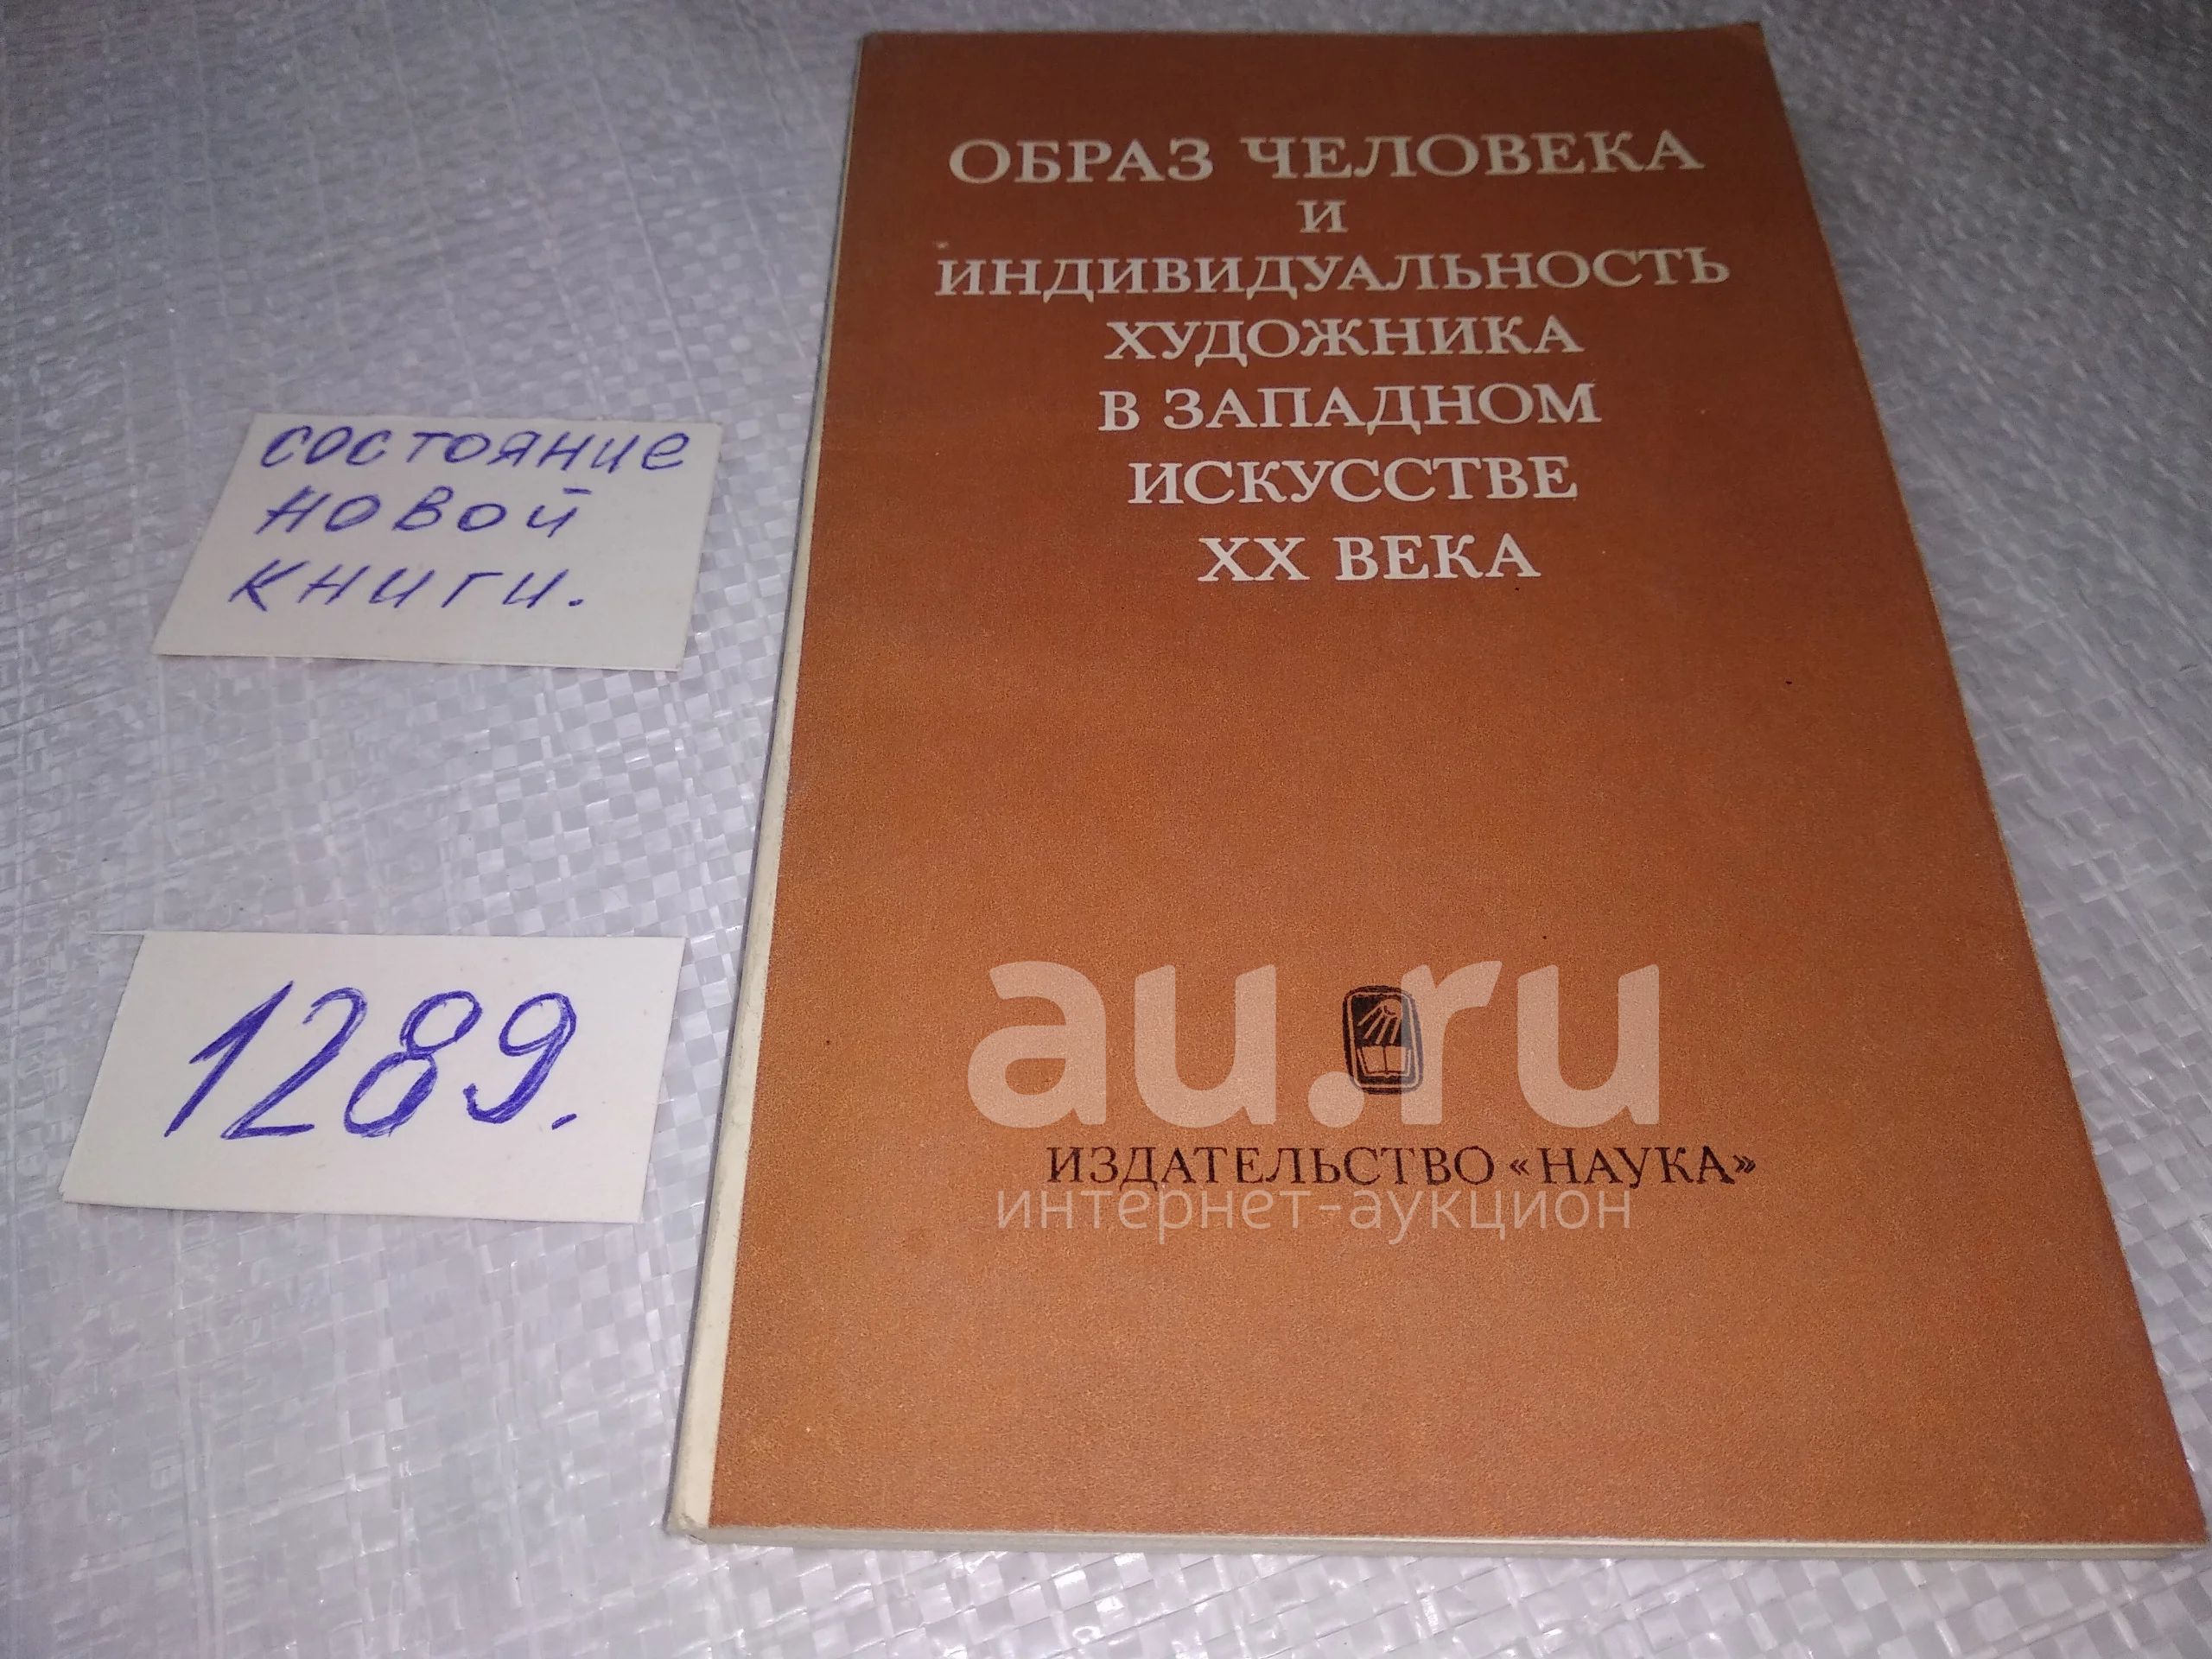 ОБРАЗ ЧЕЛОВЕКА
И
ИНДИВИДУАЛЬНОСТЬ
ХУДОЖНИКА
В ЗАПАДНОМ
ИСКУССТВЕ
XX ВЕКА
состояние
новой
книги.
1289.
au.ru
ИЗДАТЕЛЬСТВО «НАУКА»
интернет-аукцион